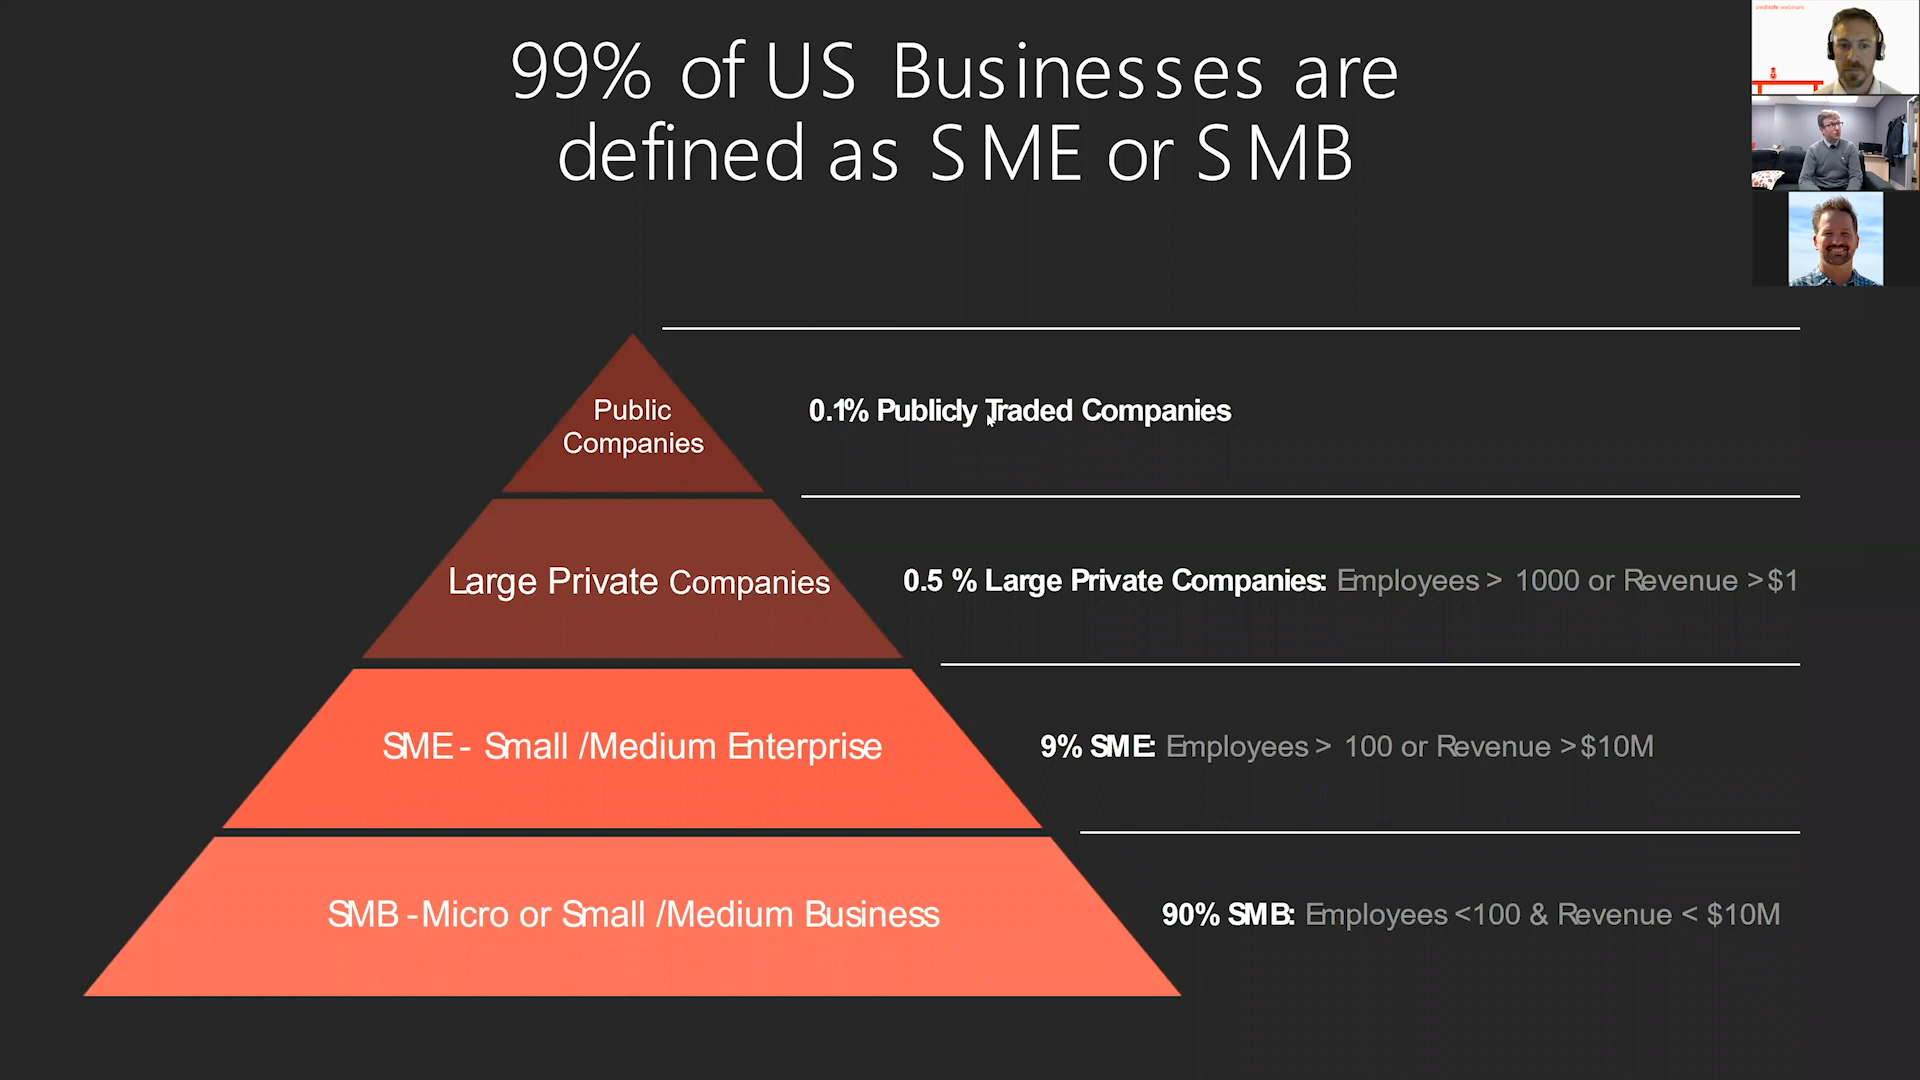 99% of US Businesses are
defined as SME or SMB
creditsafe webinars
Public
Companies
0.1% Publicly Traded Companies
Large Private Companies
0.5 % Large Private Companies: Employees > 1000 or Revenue > $1
SME - Small /Medium Enterprise
9% SME: Employees > 100 or Revenue > $10M
SMB - Micro or Small /Medium Business
90% SMB: Employees <100 & Revenue < $10M